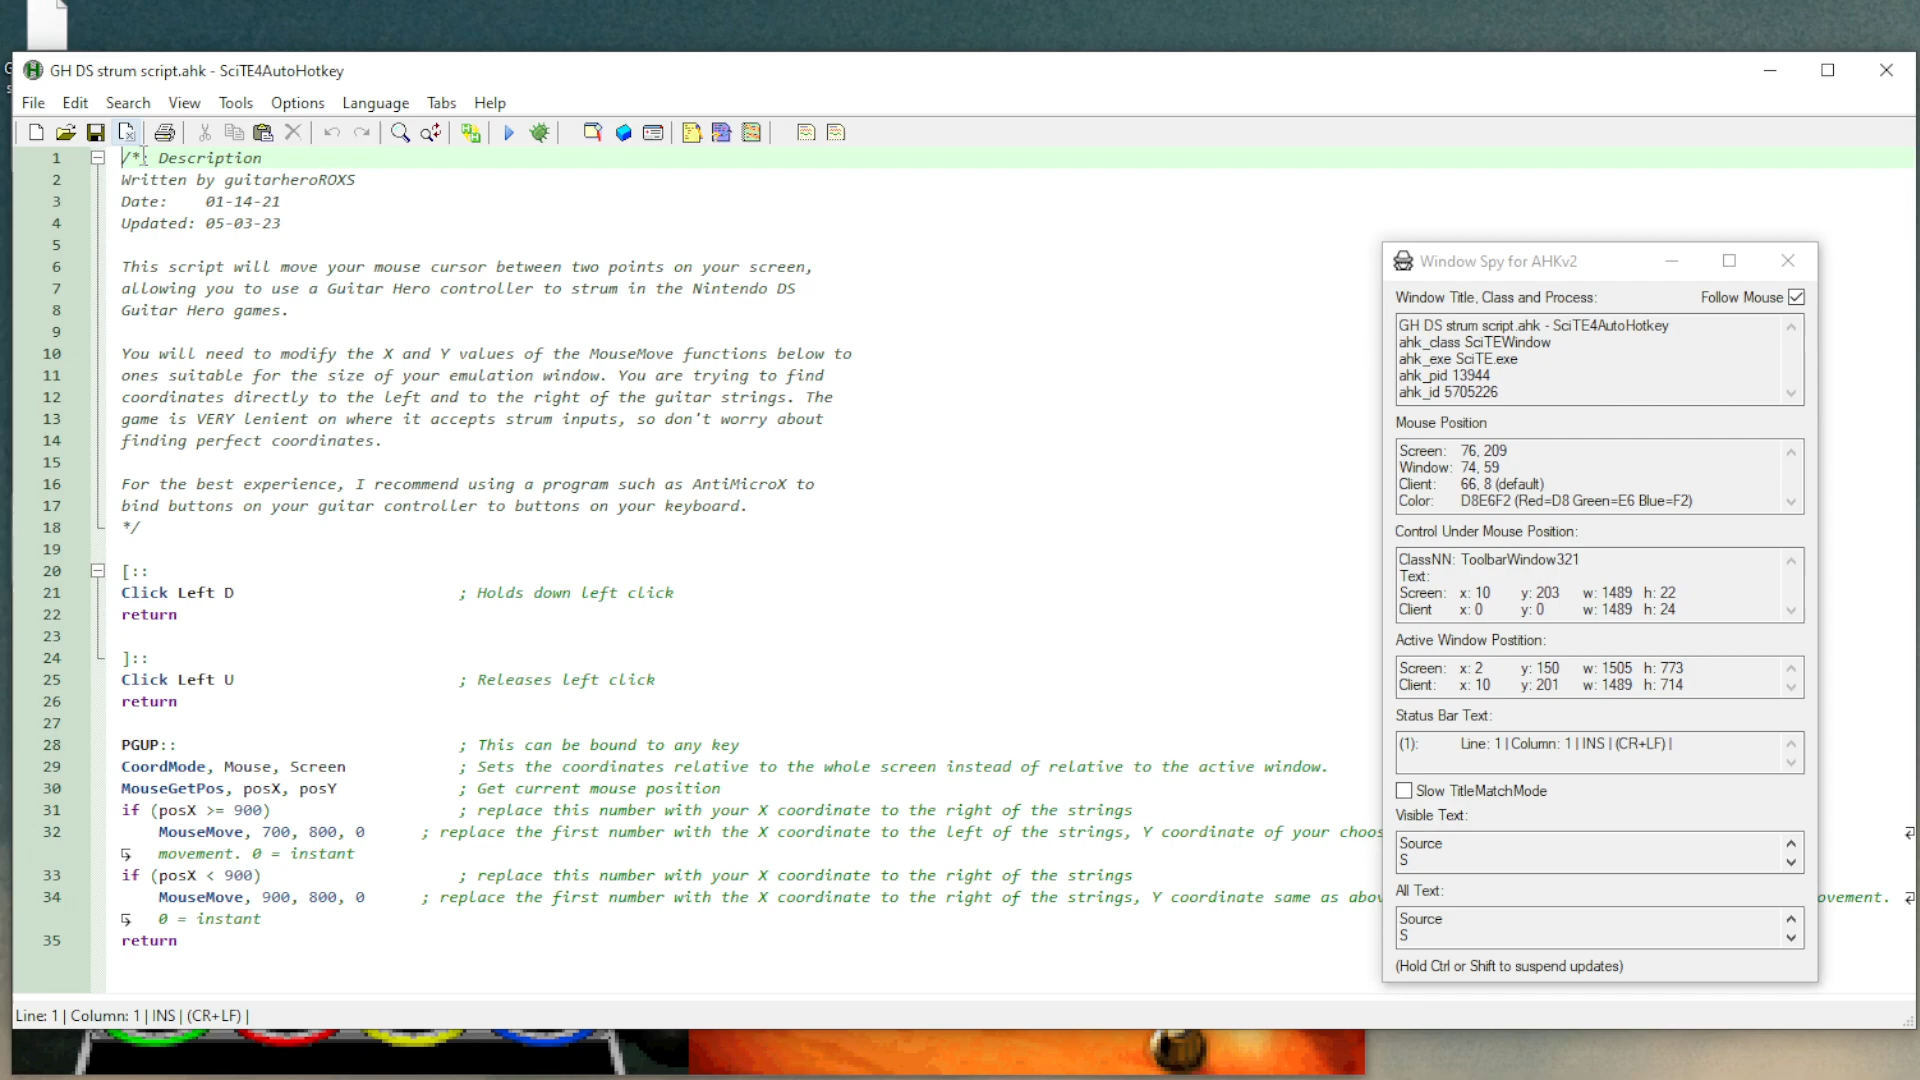 GH DS strum script.ahk - SciTE4AutoHotkey
File Edit Search View Tools Options Language Tabs Help
1 /*: Description
2 Written by guitarheroROXS
3 Date: 01-14-21
4 Updated: 05-03-23
5
6 This script will move your mouse cursor between two points on your screen,
7 allowing you to use a Guitar Hero controller to strum in the Nintendo DS
8 Guitar Hero games.
9
10 You will need to modify the X and Y values of the MouseMove functions below to
11 ones suitable for the size of your emulation window. You are trying to find
12 coordinates directly to the left and to the right of the guitar strings. The
13 game is VERY lenient on where it accepts strum inputs, so don't worry about
14 finding perfect coordinates.
15
16 For the best experience, I recommend using a program such as AntiMicroX to
17 bind buttons on your guitar controller to buttons on your keyboard.
18 */
19
20 [::
21 Click Left D ; Holds down left click
22 return
23
24 ]::
25 Click Left U ; Releases left click
26 return
27
28 PGUP:: ; This can be bound to any key
29 CoordMode, Mouse, Screen ; Sets the coordinates relative to the whole screen instead of relative to the active window.
30 MouseGetPos, posX, posY ; Get current mouse position
31 if (posX >= 900) ; replace this number with your X coordinate to the right of the strings
32 MouseMove, 700, 800, 0 ; replace the first number with the X coordinate to the left of the strings, Y coordinate of your choos
movement. 0 = instant
33 if (posX < 900) ; replace this number with your X coordinate to the right of the strings
34 MouseMove, 900, 800, 0 ; replace the first number with the X coordinate to the right of the strings, Y coordinate same as abov ovement.
0 = instant
35 return
Line: 1 | Column: 1 | INS | (CR+LF) |
Window Spy for AHKv2
Window Title, Class and Process: Follow Mouse
GH DS strum script.ahk - SciTE4AutoHotkey
ahk_class SciTEWindow
ahk_exe SciTE.exe
ahk_pid 13944
ahk_id 5705226
Mouse Position
Screen: 76, 209
Window: 74, 59
Client: 66, 8 (default)
Color: D8E6F2 (Red=D8 Green=E6 Blue=F2)
Control Under Mouse Position:
ClassNN: ToolbarWindow321
Text:
Screen: x: 10 y: 203 w: 1489 h: 22
Client x: 0 y: 0 w: 1489 h: 24
Active Window Postition:
Screen: x: 2 y: 150 w: 1505 h: 773
Client: x: 10 y: 201 w: 1489 h: 714
Status Bar Text:
(1): Line: 1 | Column: 1 | INS | (CR+LF) |
Slow TitleMatchMode
Visible Text:
Source
S
All Text:
Source
S
(Hold Ctrl or Shift to suspend updates)